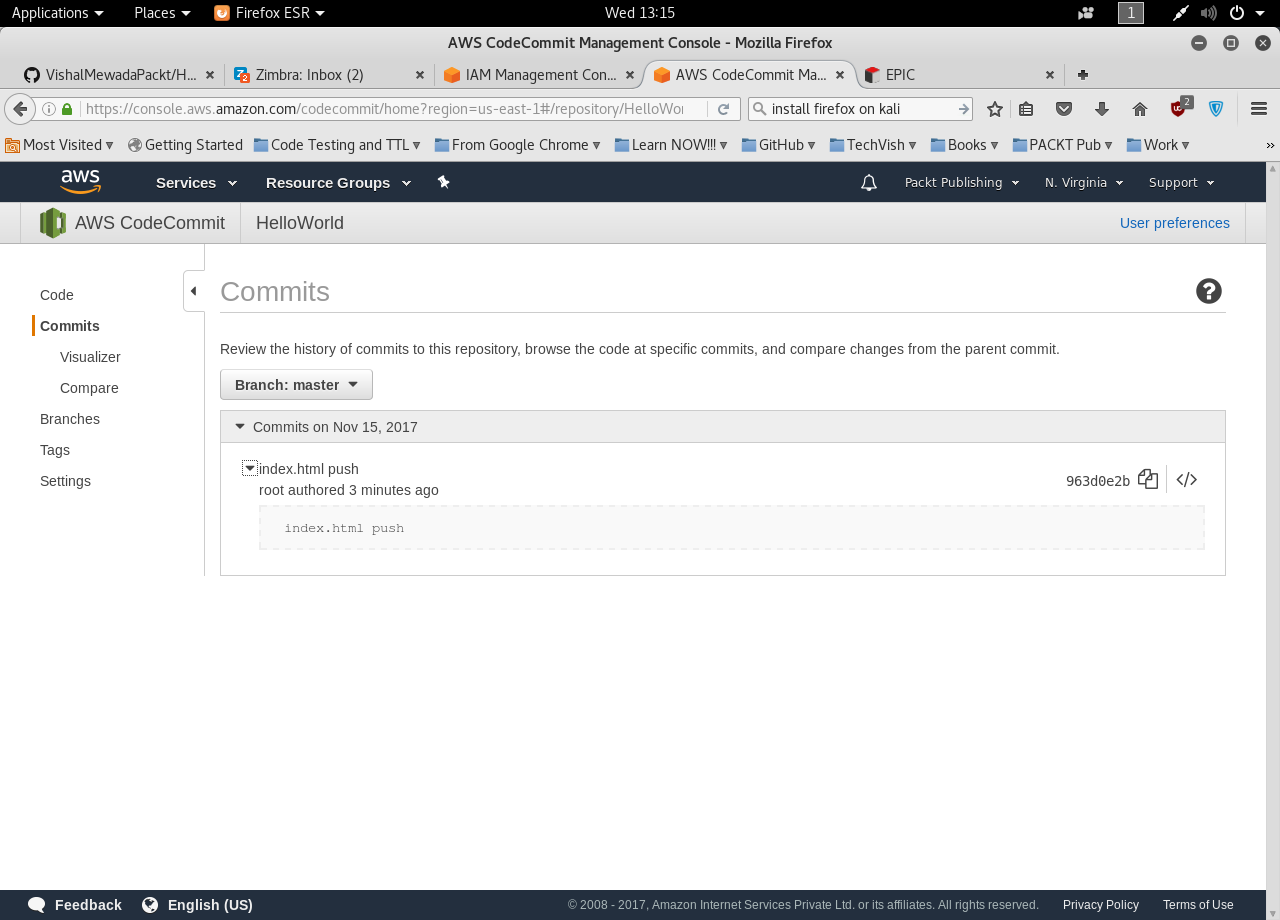 Applications Places Firefox ESR Wed 13:15 1
AWS CodeCommit Management Console - Mozilla Firefox
VishalMewadaPackt/H... Zimbra: Inbox (2) IAM Management Con... AWS CodeCommit Ma... EPIC
https://console.aws.amazon.com/codecommit/home?region=us-east-1#/repository/HelloWor install firefox on kali 2
Most Visited Getting Started Code Testing and TTL From Google Chrome Learn NOW!!! GitHub TechVish Books PACKT Pub Work »
aws Services Resource Groups Packt Publishing N. Virginia Support
AWS CodeCommit HelloWorld User preferences
Code
Commits
Visualizer
Compare
Branches
Tags
Settings
Commits
Review the history of commits to this repository, browse the code at specific commits, and compare changes from the parent commit.
Branch: master
Commits on Nov 15, 2017
index.html push
root authored 3 minutes ago
963d0e2b </>
index.html push
Feedback English (US) © 2008 - 2017, Amazon Internet Services Private Ltd. or its affiliates. All rights reserved. Privacy Policy Terms of Use